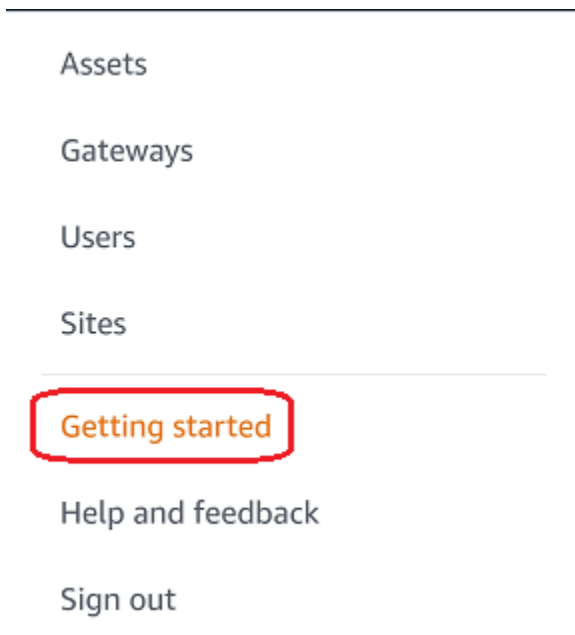 Assets
Gateways
Users
Sites
Getting started
Help and feedback
Sign out